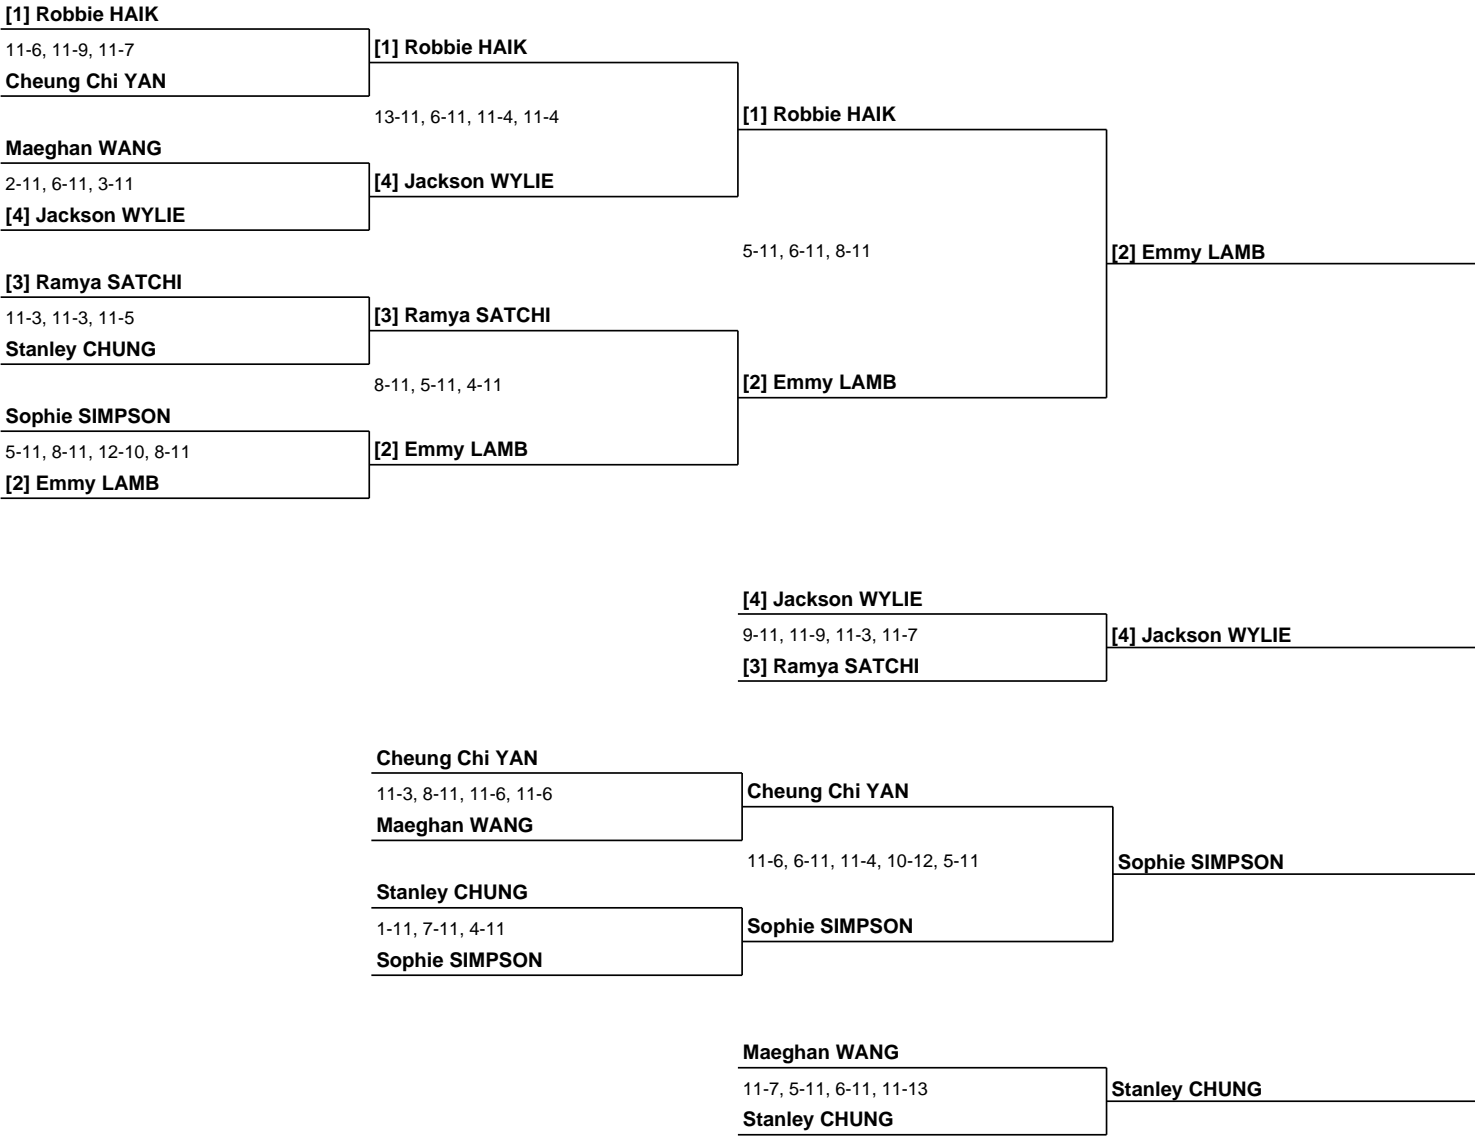 [1] Robbie HAIK
11-6, 11-9, 11-7
[1] Robbie HAIK
Cheung Chi YAN
13-11, 6-11, 11-4, 11-4
[1] Robbie HAIK
Maeghan WANG
2-11, 6-11, 3-11
[4] Jackson WYLIE
[4] Jackson WYLIE
5-11, 6-11, 8-11
[2] Emmy LAMB
[3] Ramya SATCHI
11-3, 11-3, 11-5
[3] Ramya SATCHI
Stanley CHUNG
8-11, 5-11, 4-11
[2] Emmy LAMB
Sophie SIMPSON
5-11, 8-11, 12-10, 8-11
[2] Emmy LAMB
[2] Emmy LAMB
[4] Jackson WYLIE
9-11, 11-9, 11-3, 11-7
[4] Jackson WYLIE
[3] Ramya SATCHI
Cheung Chi YAN
11-3, 8-11, 11-6, 11-6
Cheung Chi YAN
Maeghan WANG
11-6, 6-11, 11-4, 10-12, 5-11
Sophie SIMPSON
Stanley CHUNG
1-11, 7-11, 4-11
Sophie SIMPSON
Sophie SIMPSON
Maeghan WANG
11-7, 5-11, 6-11, 11-13
Stanley CHUNG
Stanley CHUNG